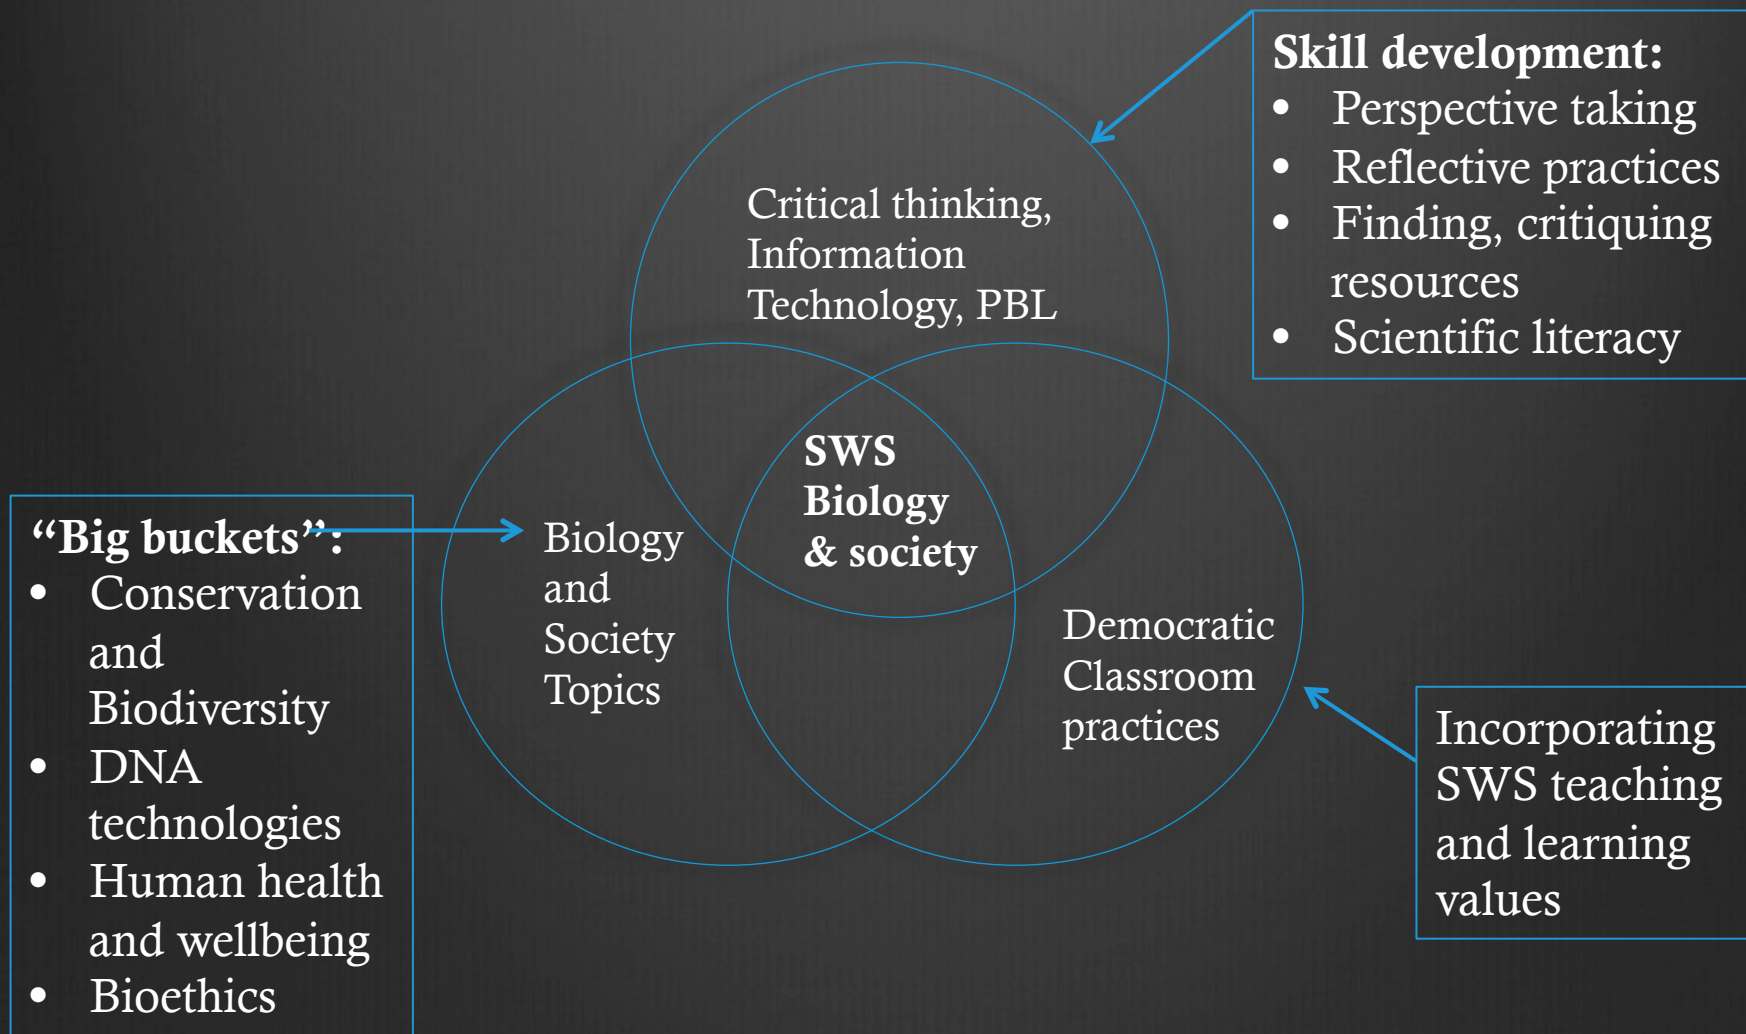 Skill development:
• Perspective taking
• Reflective practices
• Finding, critiquing
resources
• Scientific literacy
Critical thinking,
Information
Technology, PBL
SWS
Biology
& society
“Big buckets”:
• Conservation
and
Biodiversity
• DNA
technologies
• Human health
and wellbeing
• Bioethics
Biology
and
Society
Topics
Democratic
Classroom
practices
Incorporating
SWS teaching
and learning
values